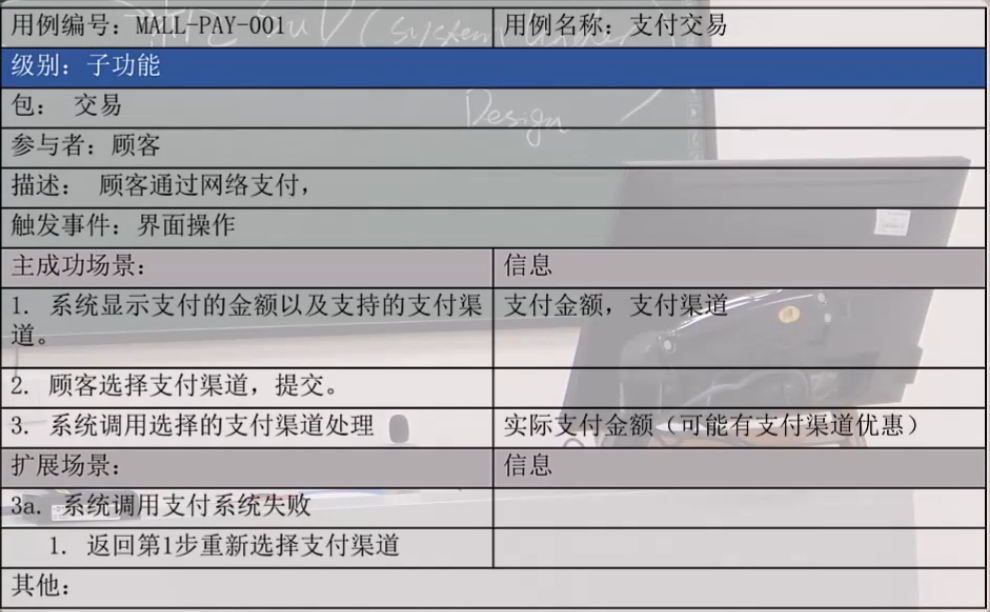 用例编号：MALL-PAY-001
用例名称：支付交易
级别：子功能
包： 交易
参与者：顾客
描述： 顾客通过网络支付，
触发事件：界面操作
主成功场景：
信息
1. 系统显示支付的金额以及支持的支付渠
道。
支付金额，支付渠道
2. 顾客选择支付渠道，提交。
3. 系统调用选择的支付渠道处理
实际支付金额（可能有支付渠道优惠）
扩展场景：
信息
3a. 系统调用支付系统失败
1. 返回第1步重新选择支付渠道
其他：
(system Under
Design